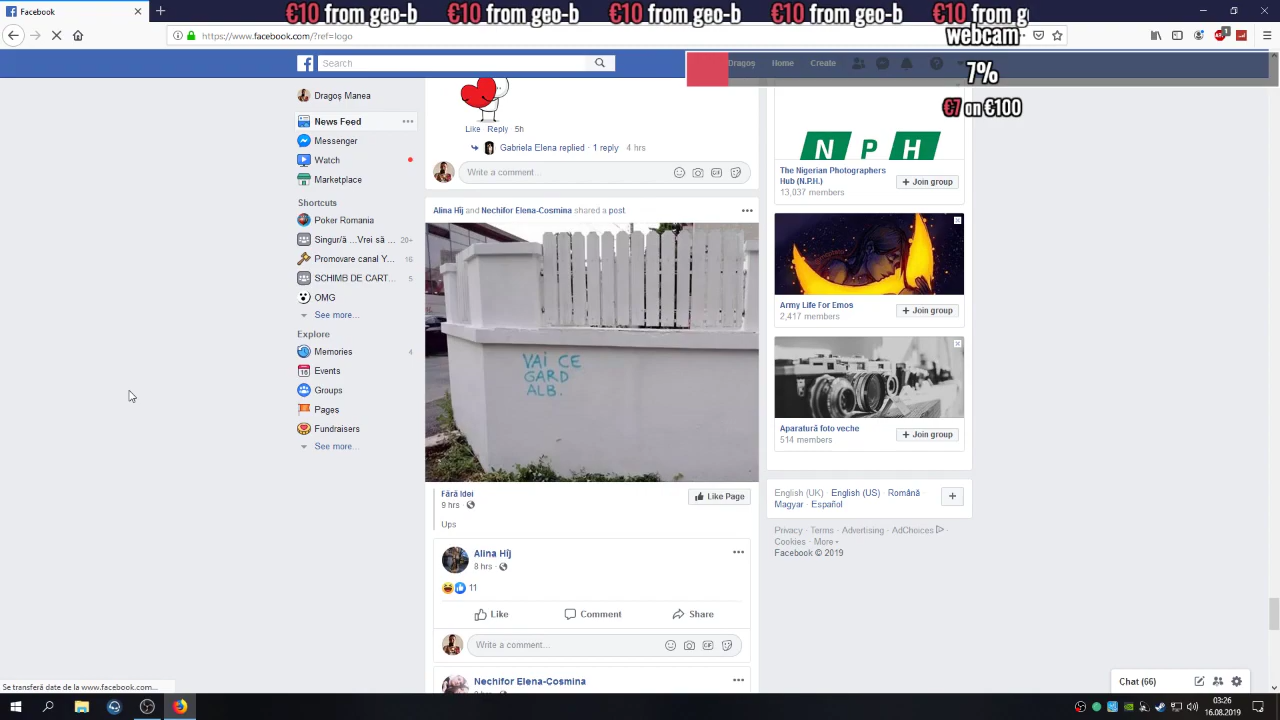 €10 from geo-b €10 from geo-b €10 from geo-b €10 from geo-b €10 from g
Facebook
https://www.facebook.com/?ref=logo
webcam
Search
Dragoș Home Create
7%
€7 on €100
Dragoș Manea
News Feed
Messenger
Watch
Marketplace
Shortcuts
Poker Romania
Singur/ă ...Vrei să ... 20+
Promovare canal Y... 16
SCHIMB DE CART... 5
OMG
See more...
Explore
Memories 4
Events
Groups
Pages
Fundraisers
See more...
Like Reply 5h
Gabriela Elena replied · 1 reply 4 hrs
Write a comment...
Alina Hîj and Nechifor Elena-Cosmina shared a post.
VAI CE
GARD
ALB.
Fără Idei
9 hrs ·
Like Page
Ups
Alina Hîj
8 hrs ·
11
Like Comment Share
Write a comment...
Nechifor Elena-Cosmina
NPH
The Nigerian Photographers
Hub (N.P.H.)
13,037 members
+ Join group
Army Life For Emos
2,417 members
+ Join group
Aparatură foto veche
514 members
+ Join group
English (UK) · English (US) · Română
Magyar · Español
Privacy · Terms · Advertising · AdChoices ·
Cookies · More
Facebook © 2019
Chat (66)
Se transferă date de la www.facebook.com...
03:26
16.08.2019